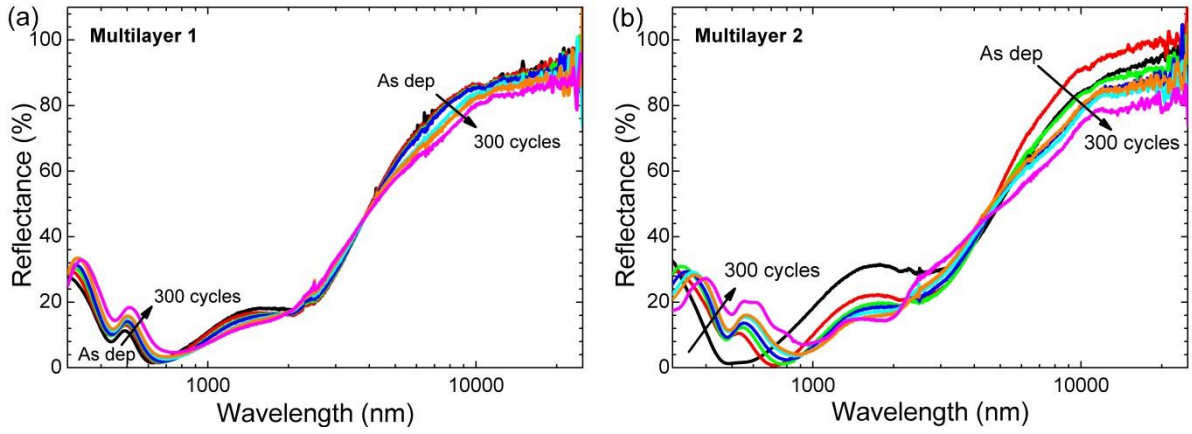 (a)
Multilayer 1
As dep
300 cycles
300 cycles
As dep
Reflectance (%)
100
80
60
40
20
0
1000
10000
Wavelength (nm)
(b)
Multilayer 2
As dep
300 cycles
300 cycles
Reflectance (%)
100
80
60
40
20
0
1000
10000
Wavelength (nm)